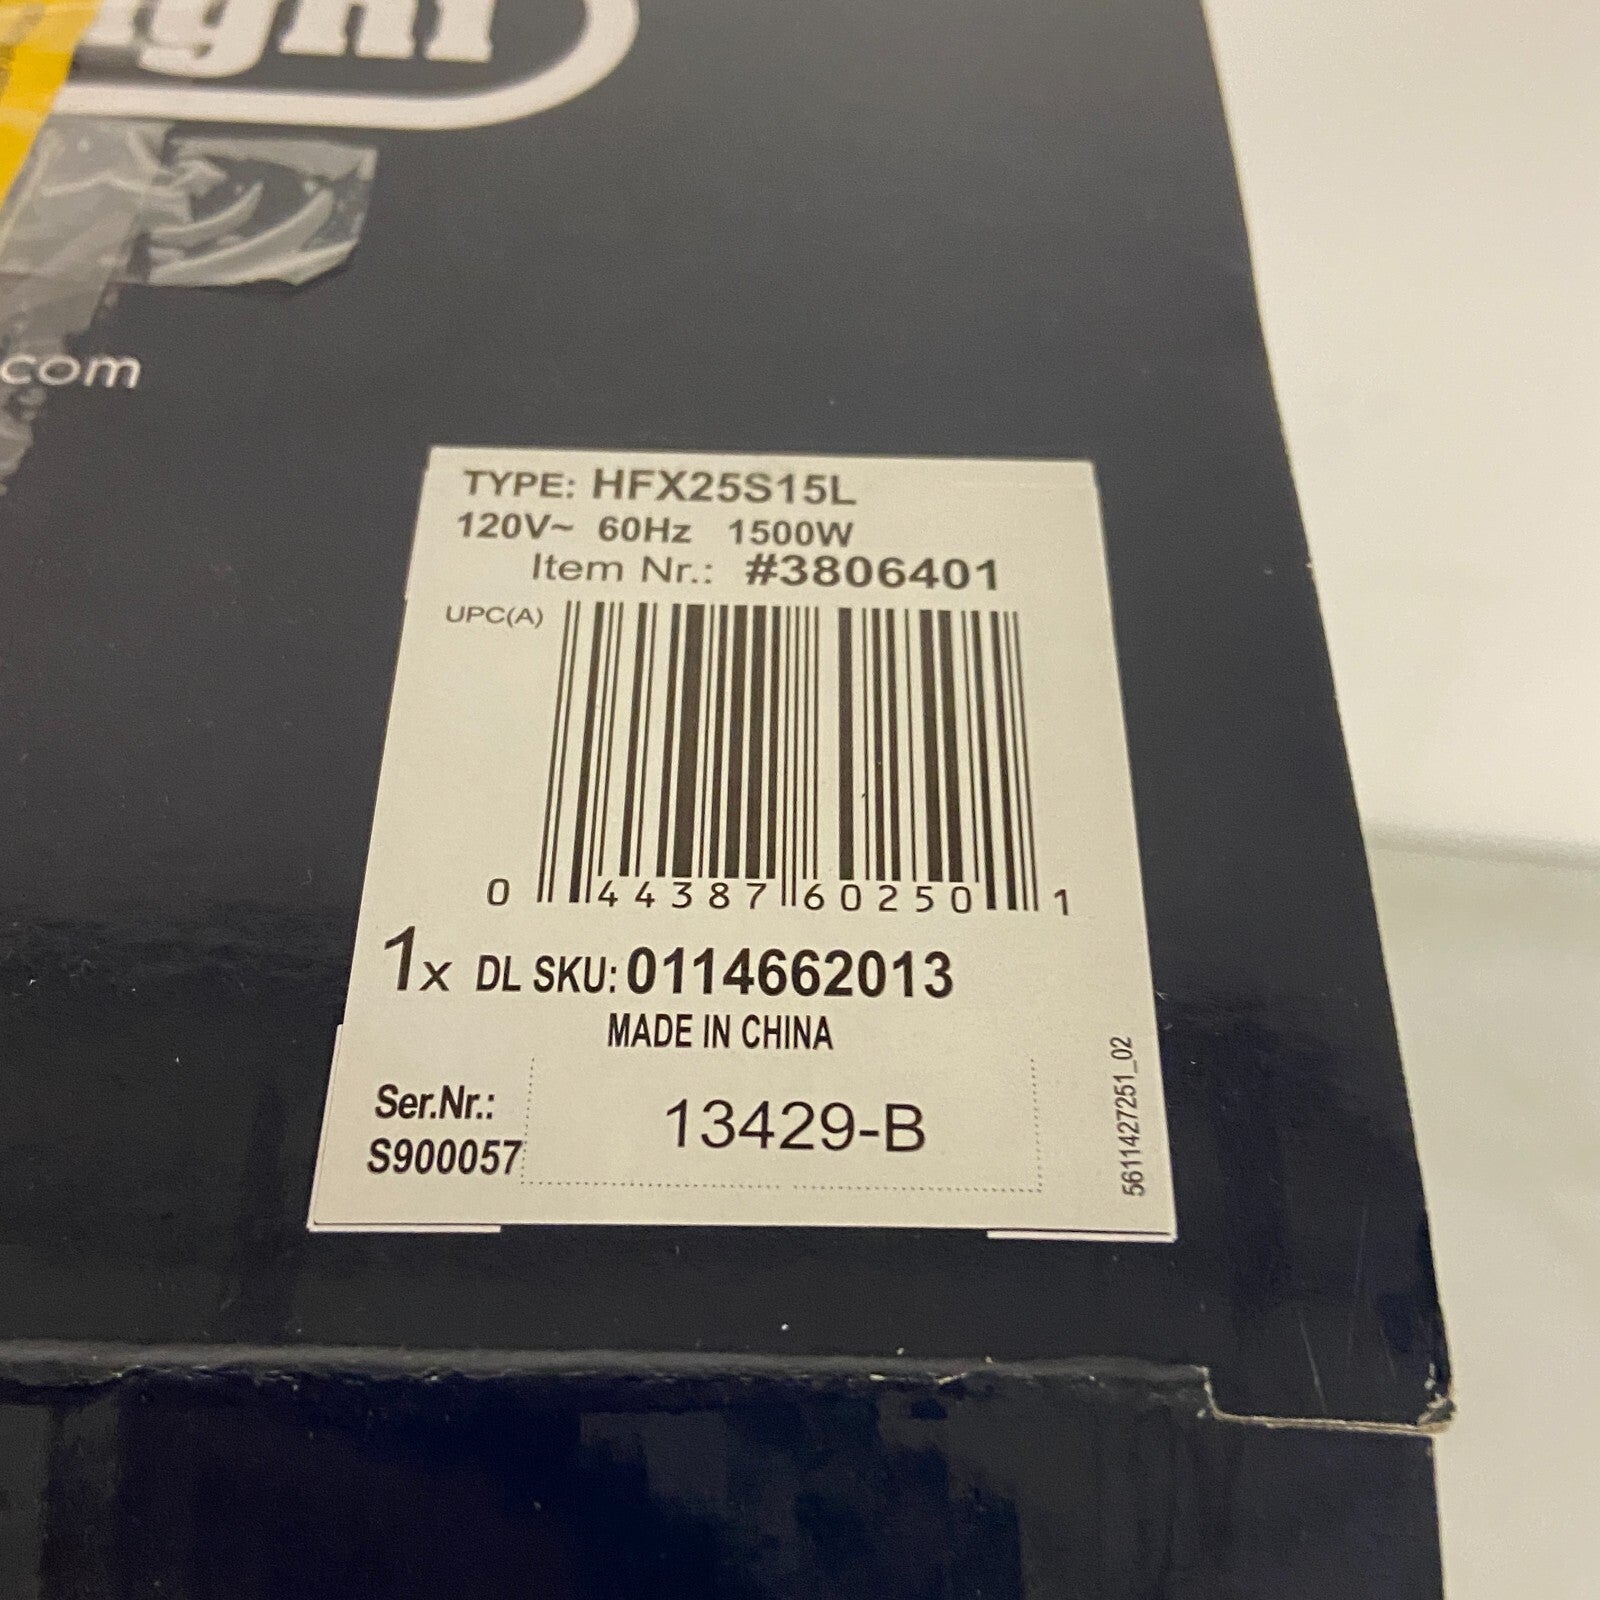 .com
TYPE: HFX25S15L
120V~ 60Hz 1500W
Item Nr.: #3806401
UPC(A)
0 44387 60250 1
1x DL SKU: 0114662013
MADE IN CHINA
Ser.Nr.:
S900057
13429-B
5611427251_02